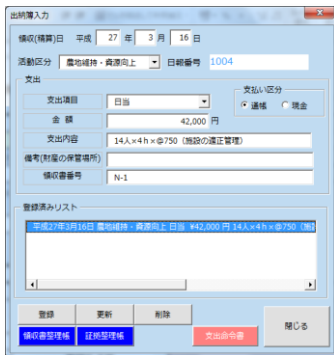 出納簿入力
領収(積算)日 平成 27 年 3 月 16 日
活動区分 農地維持・資源向上 日報番号 1004
支出
支払い区分
支出項目 日当
通帳 現金
金 額 42,000 円
支出内容 14人×4ｈ×@750（施設の適正管理）
備考(財産の保管場所)
領収書番号 N-1
登録済みリスト
平成27年3月16日 農地維持・資源向上 日当 ¥42,000 円 14人×4ｈ×@750（施
登録 更新 削除
閉じる
領収書整理帳 証拠整理帳 支出命令書